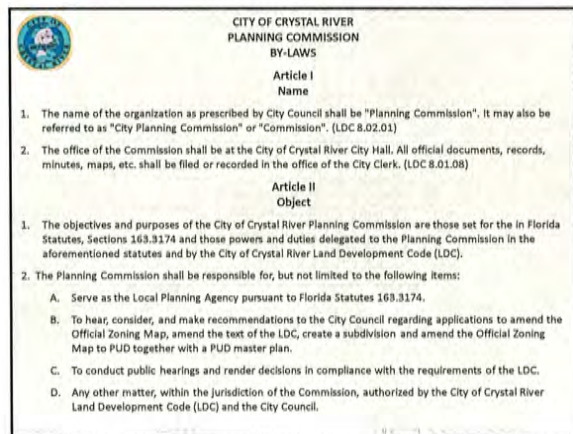 CITY OF CRYSTAL RIVER
PLANNING COMMISSION
BY-LAWS
Article I
Name
1. The name of the organization as prescribed by City Council shall be "Planning Commission". It may also be
referred to as "City Planning Commission" or "Commission". (LDC 8.02.01)
2. The office of the Commission shall be at the City of Crystal River City Hall. All official documents, records,
minutes, maps, etc. shall be filed or recorded in the office of the City Clerk. (LDC 8.01.08)
Article II
Object
1. The objectives and purposes of the City of Crystal River Planning Commission are those set for the in Florida
Statutes, Sections 163.3174 and those powers and duties delegated to the Planning Commission in the
aforementioned statutes and by the City of Crystal River Land Development Code (LDC).
2. The Planning Commission shall be responsible for, but not limited to the following items:
A. Serve as the Local Planning Agency pursuant to Florida Statutes 163.3174.
B. To hear, consider, and make recommendations to the City Council regarding applications to amend the
Official Zoning Map, amend the text of the LDC, create a subdivision and amend the Official Zoning
Map to PUD together with a PUD master plan.
C. To conduct public hearings and render decisions in compliance with the requirements of the LDC.
D. Any other matter, within the jurisdiction of the Commission, authorized by the City of Crystal River
Land Development Code (LDC) and the City Council.